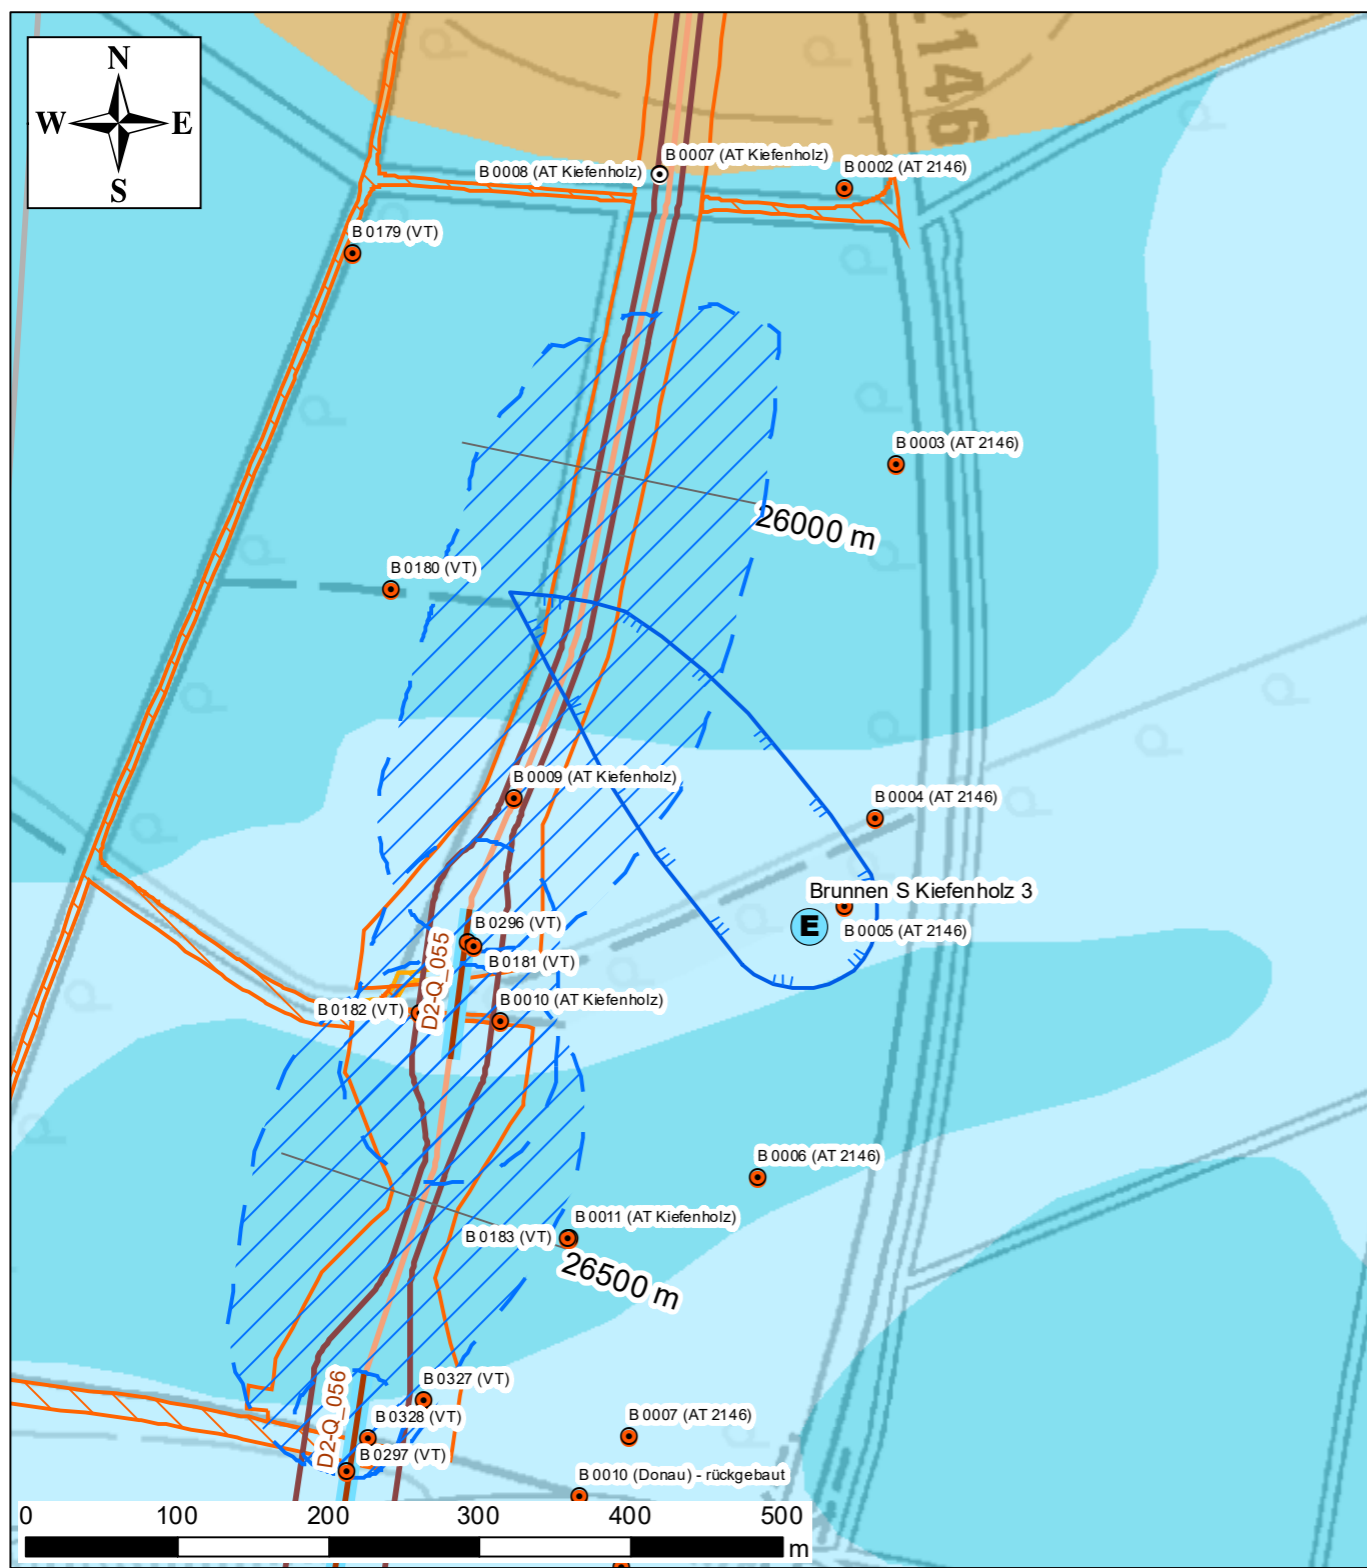 N
W E
S
2146
B 0007 (AT Kiefenholz)
B 0008 (AT Kiefenholz)
B 0002 (AT 2146)
B 0179 (VT)
B 0003 (AT 2146)
26000 m
B 0180 (VT)
B 0009 (AT Kiefenholz)
B 0004 (AT 2146)
Brunnen S Kiefenholz 3
E
B 0005 (AT 2146)
B 0296 (VT)
D2-Q_055
B 0181 (VT)
B 0182 (VT)
B 0010 (AT Kiefenholz)
B 0006 (AT 2146)
B 0011 (AT Kiefenholz)
B 0183 (VT)
26500 m
B 0327 (VT)
D2-Q_056
B 0328 (VT)
B 0007 (AT 2146)
B 0297 (VT)
B 0010 (Donau) - rückgebaut
0 100 200 300 400 500
m